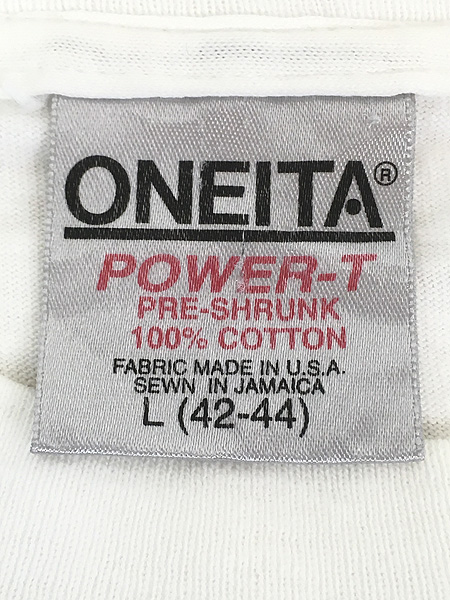 ONEITA®
POWER-T
PRE-SHRUNK
100% COTTON
FABRIC MADE IN U.S.A.
SEWN IN JAMAICA
L (42-44)